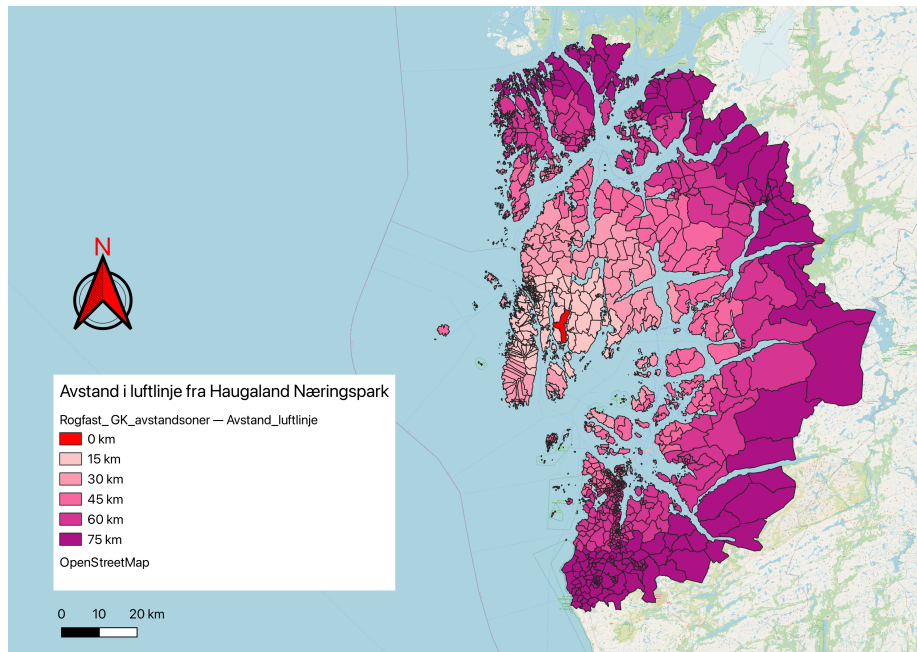 N
Avstand i luftlinje fra Haugaland Næringspark
Rogfast_ GK_avstandsoner — Avstand_luftlinje
0 km
15 km
30 km
45 km
60 km
75 km
OpenStreetMap
0 10 20 km